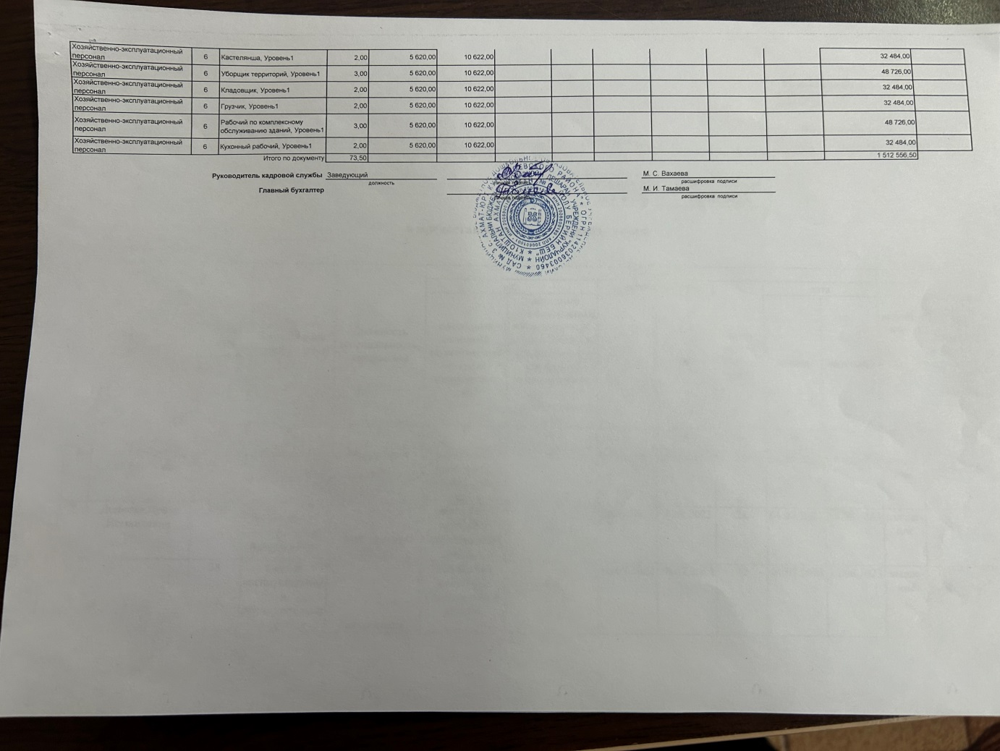 Хозяйственно-эксплуатационный
персонал 6 Кастелянша, Уровень1 2,00 5 620,00 10 622,00 32 484,00
Хозяйственно-эксплуатационный
персонал 6 Уборщик территорий, Уровень1 3,00 5 620,00 10 622,00 48 726,00
Хозяйственно-эксплуатационный
персонал 6 Кладовщик, Уровень1 2,00 5 620,00 10 622,00 32 484,00
Хозяйственно-эксплуатационный
персонал 6 Грузчик, Уровень1 2,00 5 620,00 10 622,00 32 484,00
Хозяйственно-эксплуатационный
персонал 6 Рабочий по комплексному
обслуживанию зданий, Уровень1 3,00 5 620,00 10 622,00 48 726,00
Хозяйственно-эксплуатационный
персонал 6 Кухонный рабочий, Уровень1 2,00 5 620,00 10 622,00 32 484,00
Итого по документу 73,50 1 512 556,50
Руководитель кадровой службы Заведующий М. С. Вахаева
должность личная подпись расшифровка подписи
Главный бухгалтер М. И. Тамаева
личная подпись расшифровка подписи
САД № 3 С. АХМАТ-ЮРТ
ОГРН 1142036003460